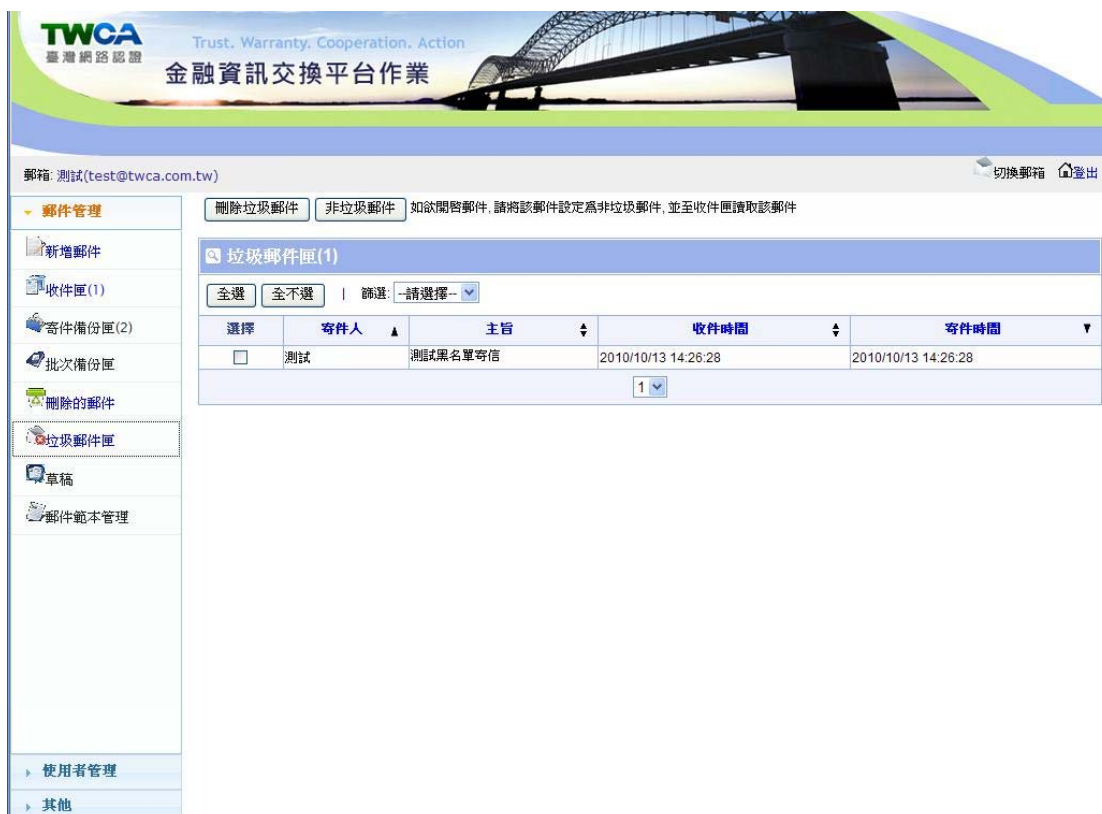 TWCA
臺灣網路認證
Trust. Warranty. Cooperation. Action
金融資訊交換平台作業
郵箱: 測試(test@twca.com.tw)
切換郵箱 登出
郵件管理
新增郵件
收件匣(1)
寄件備份匣(2)
批次備份匣
刪除的郵件
垃圾郵件匣
草稿
郵件範本管理
使用者管理
其他
刪除垃圾郵件 非垃圾郵件 如欲開啓郵件, 請將該郵件設定爲非垃圾郵件, 並至收件匣讀取該郵件
垃圾郵件匣(1)
全選 全不選 | 篩選: --請選擇--
選擇 寄件人 ▲ 主旨 收件時間 寄件時間 ▼
測試 測試黑名單寄信 2010/10/13 14:26:28 2010/10/13 14:26:28
1